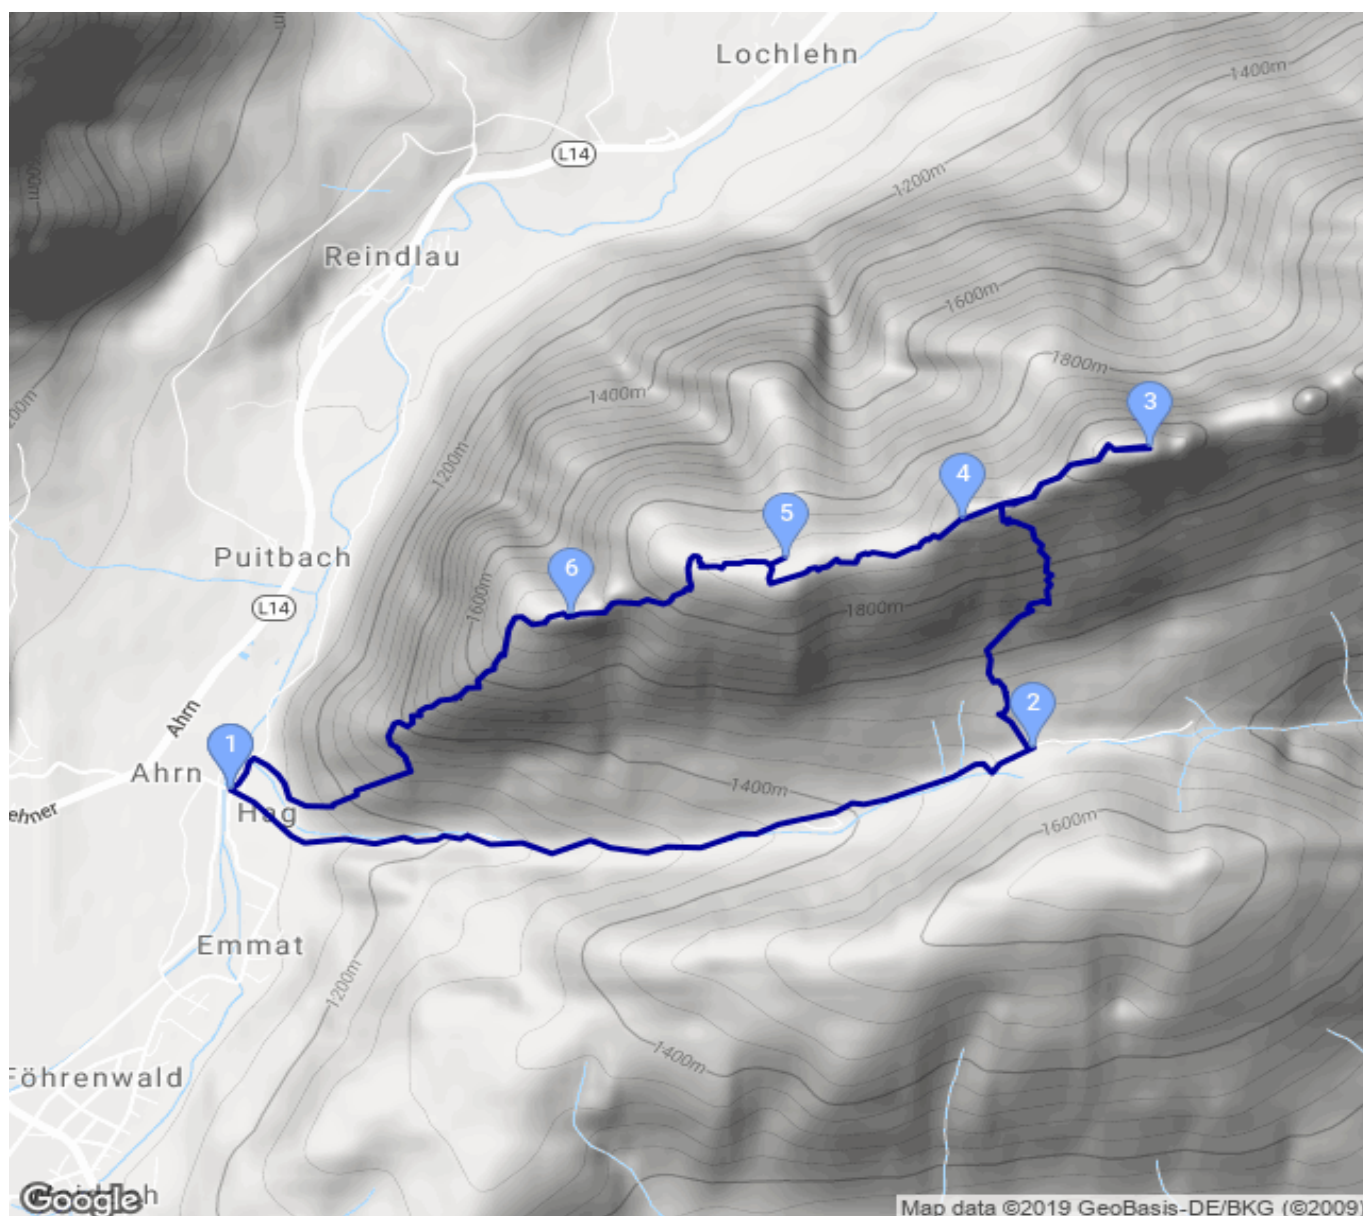 Lochlehn
1400m
L14
1200m
Reindlau
1600m
1800m
1400m
3
1200m
4
5
Puitbach
6
1600m
L14
1800m
Ahrn
2
1
Ahrn
1400m
Hag
1600m
Emmat
1200m
1400m
Föhrenwald
Google
Map data ©2019 GeoBasis-DE/BKG (©2009)